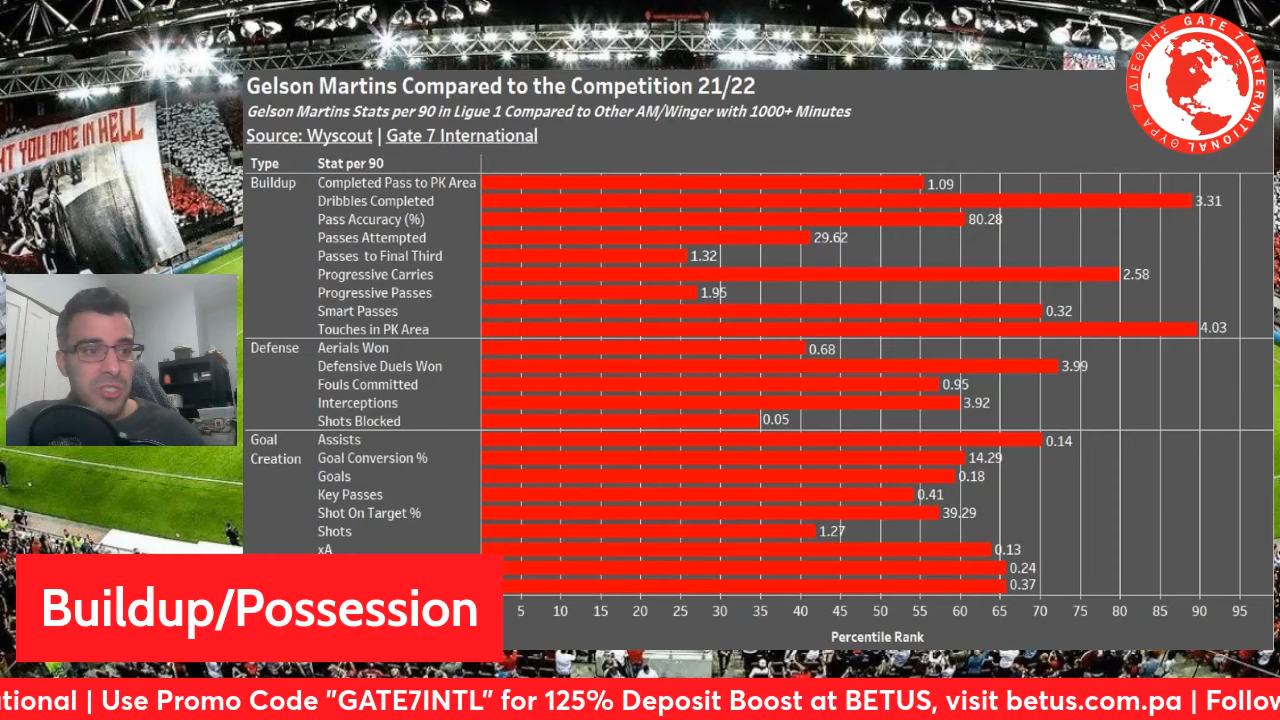 Gelson Martins Compared to the Competition 21/22
Gelson Martins Stats per 90 in Ligue 1 Compared to Other AM/Winger with 1000+ Minutes
Source: Wyscout | Gate 7 International
GATE 7 INTERNATIONAL
ΘΥΡΑ 7 ΔΙΕΘΝΗΣ
HT YOU DINE IN HELL
Type Stat per 90
Buildup Completed Pass to PK Area 1.09
Dribbles Completed 3.31
Pass Accuracy (%) 80.28
Passes Attempted 29.62
Passes to Final Third 1.32
Progressive Carries 2.58
Progressive Passes 1.95
Smart Passes 0.32
Touches in PK Area 4.03
Defense Aerials Won 0.68
Defensive Duels Won 3.99
Fouls Committed 0.95
Interceptions 3.92
Shots Blocked 0.05
Goal Creation Assists 0.14
Goal Conversion % 14.29
Goals 0.18
Key Passes 0.41
Shot On Target % 39.29
Shots 1.27
xA 0.13
0.24
0.37
5 10 15 20 25 30 35 40 45 50 55 60 65 70 75 80 85 90 95
Percentile Rank
Buildup/Possession
ational | Use Promo Code "GATE7INTL" for 125% Deposit Boost at BETUS, visit betus.com.pa | Follow